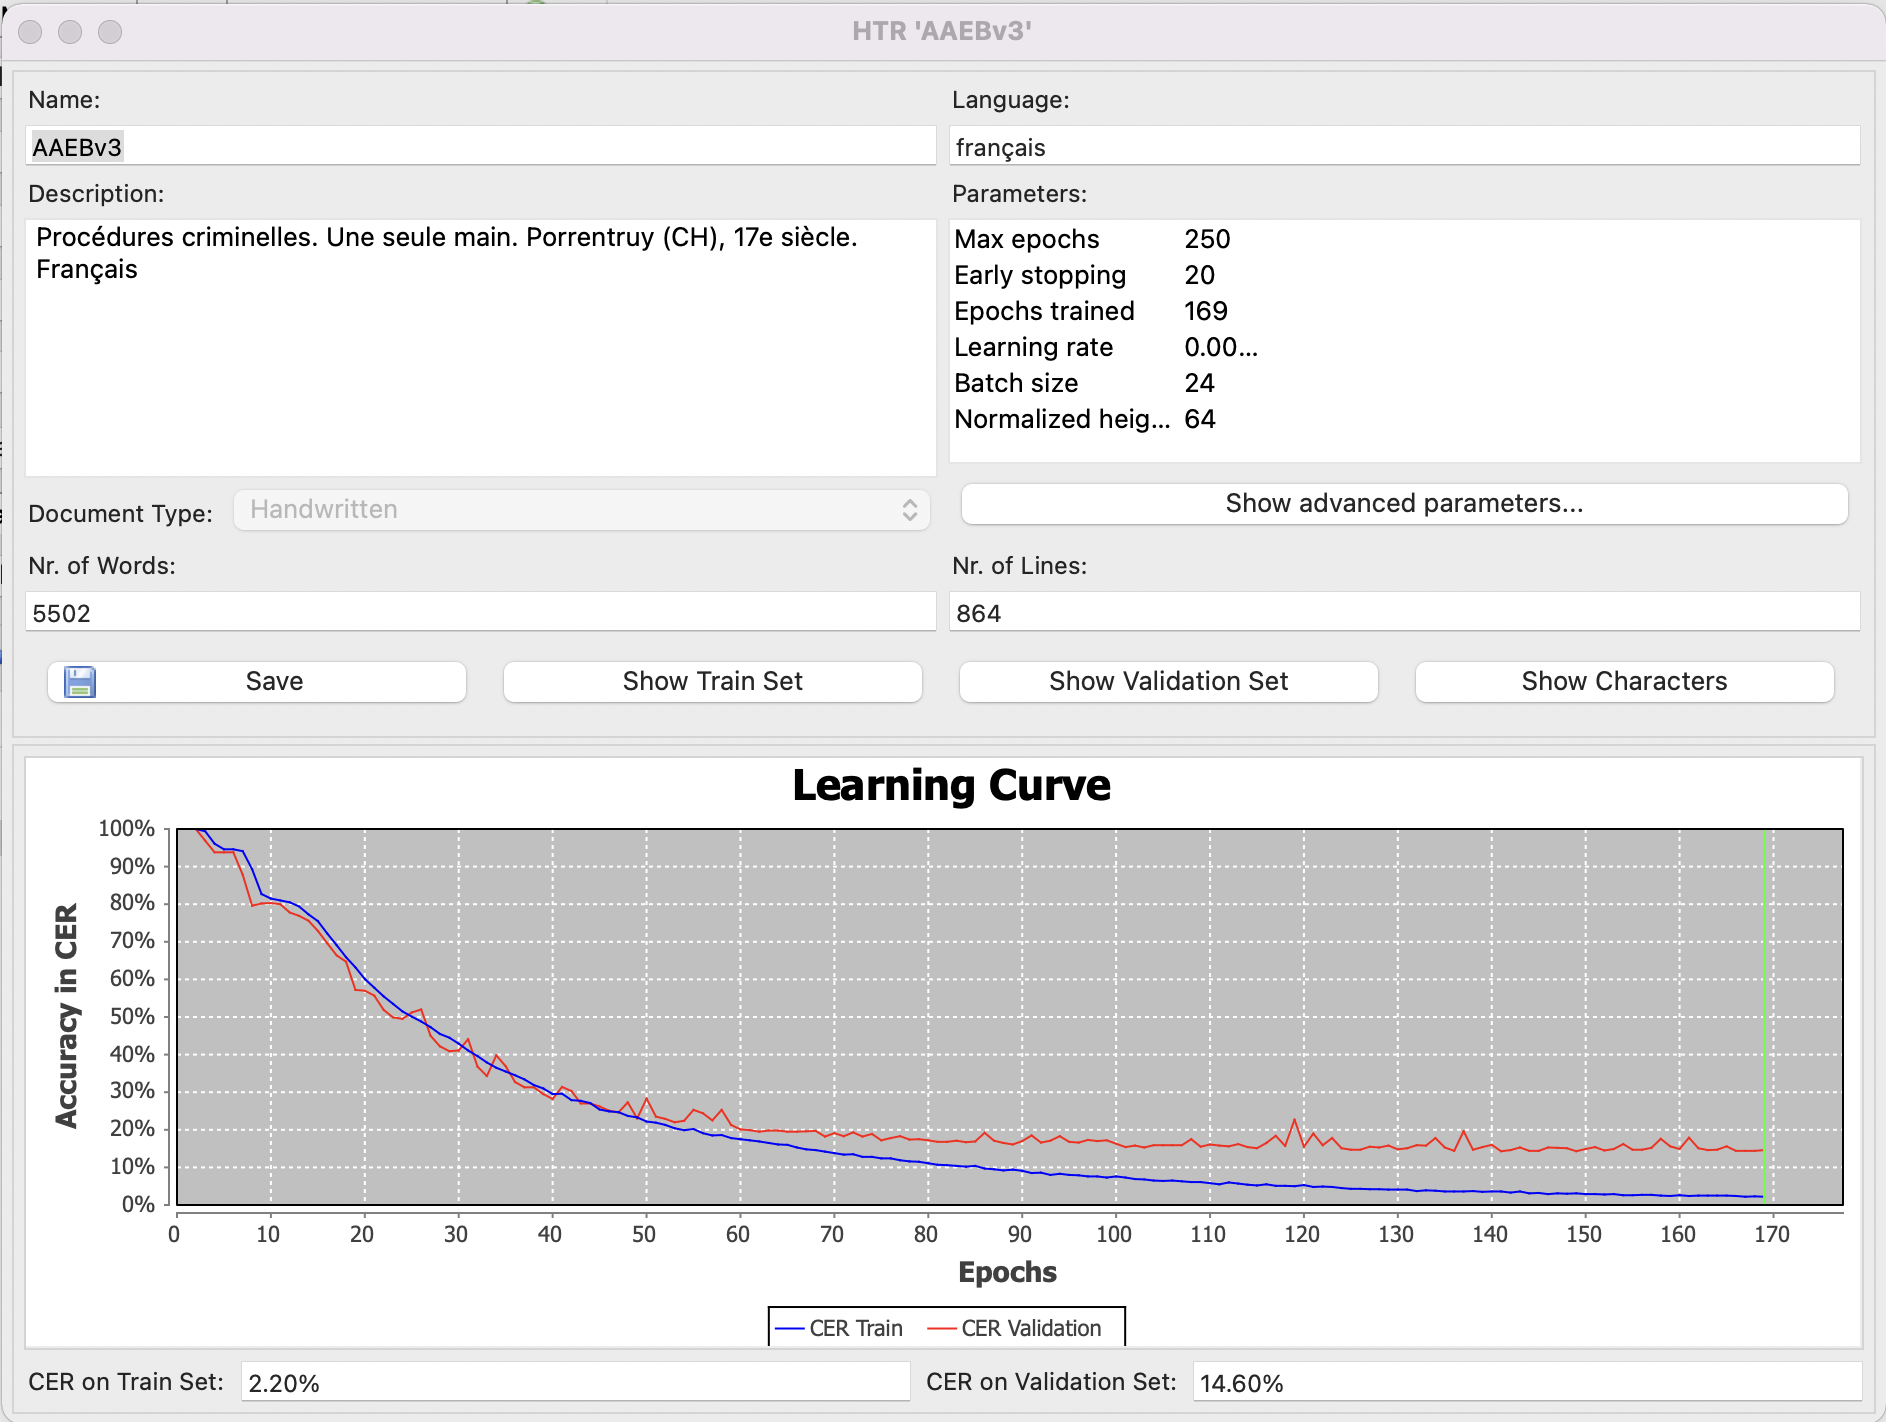 HTR 'AAEBv3'
Name:
AAEBv3
Language:
français
Description:
Procédures criminelles. Une seule main. Porrentruy (CH), 17e siècle.
Français
Parameters:
Max epochs 250
Early stopping 20
Epochs trained 169
Learning rate 0.00...
Batch size 24
Normalized heig... 64
Document Type: Handwritten
Show advanced parameters...
Nr. of Words:
5502
Nr. of Lines:
864
Save
Show Train Set
Show Validation Set
Show Characters
Learning Curve
Accuracy in CER
100%
90%
80%
70%
60%
50%
40%
30%
20%
10%
0%
0 10 20 30 40 50 60 70 80 90 100 110 120 130 140 150 160 170
Epochs
CER Train CER Validation
CER on Train Set: 2.20%
CER on Validation Set: 14.60%